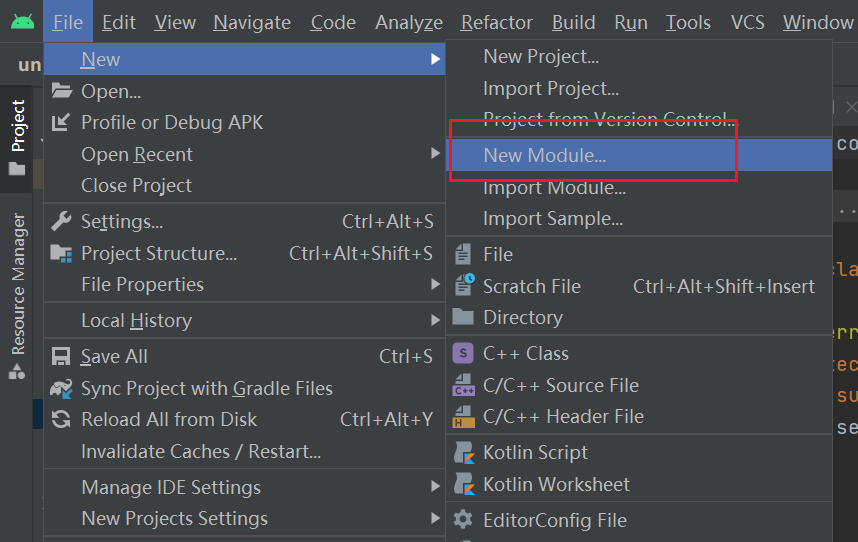 File Edit View Navigate Code Analyze Refactor Build Run Tools VCS Window
un
Project
Resource Manager
New
Open...
Profile or Debug APK
Open Recent
Close Project
Settings... Ctrl+Alt+S
Project Structure... Ctrl+Alt+Shift+S
File Properties
Local History
Save All Ctrl+S
Sync Project with Gradle Files
Reload All from Disk Ctrl+Alt+Y
Invalidate Caches / Restart...
Manage IDE Settings
New Projects Settings
New Project...
Import Project...
Project from Version Control...
New Module...
Import Module...
Import Sample...
File
Scratch File Ctrl+Alt+Shift+Insert
Directory
S C++ Class
C++ C/C++ Source File
H C/C++ Header File
Kotlin Script
Kotlin Worksheet
EditorConfig File
co
..
cla
err
tec
su
se